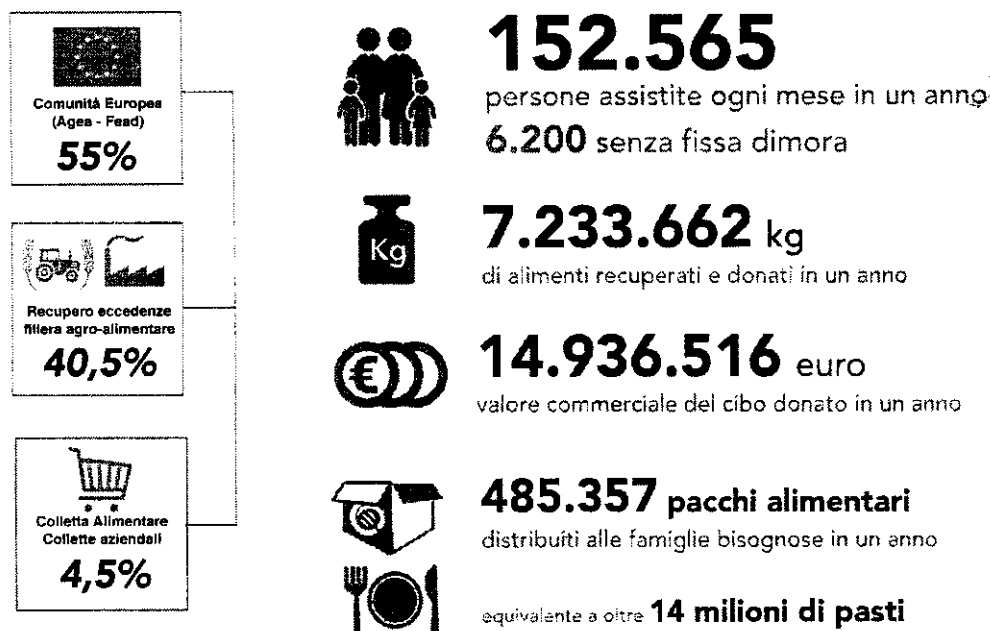 Comunità Europea
(Agea - Fead)
55%
Recupero eccedenze
filiera agro-alimentare
40,5%
Colletta Alimentare
Collette aziendali
4,5%
152.565
persone assistite ogni mese in un anno
6.200 senza fissa dimora
Kg
7.233.662 kg
di alimenti recuperati e donati in un anno
€
14.936.516 euro
valore commerciale del cibo donato in un anno
485.357 pacchi alimentari
distribuiti alle famiglie bisognose in un anno
equivalente a oltre 14 milioni di pasti